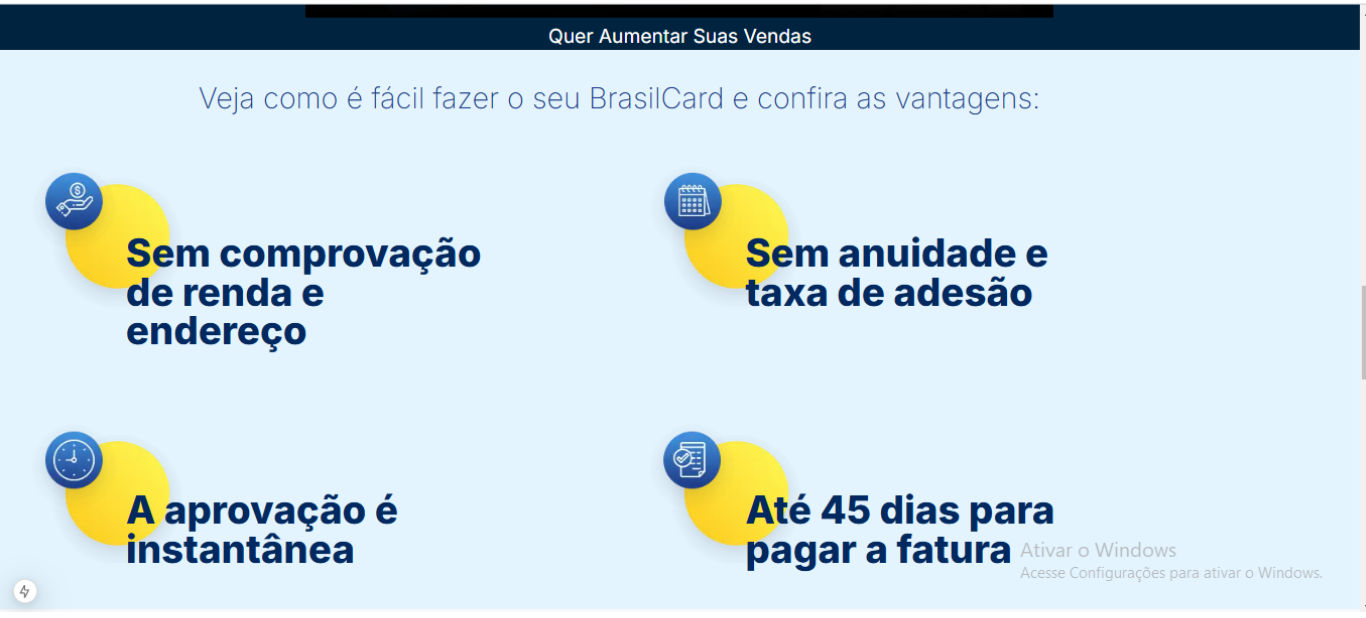 Quer Aumentar Suas Vendas
Veja como é fácil fazer o seu BrasilCard e confira as vantagens:
Sem comprovação
de renda e
endereço
Sem anuidade e
taxa de adesão
A aprovação é
instantânea
Até 45 dias para
pagar a fatura
Ativar o Windows
Acesse Configurações para ativar o Windows.